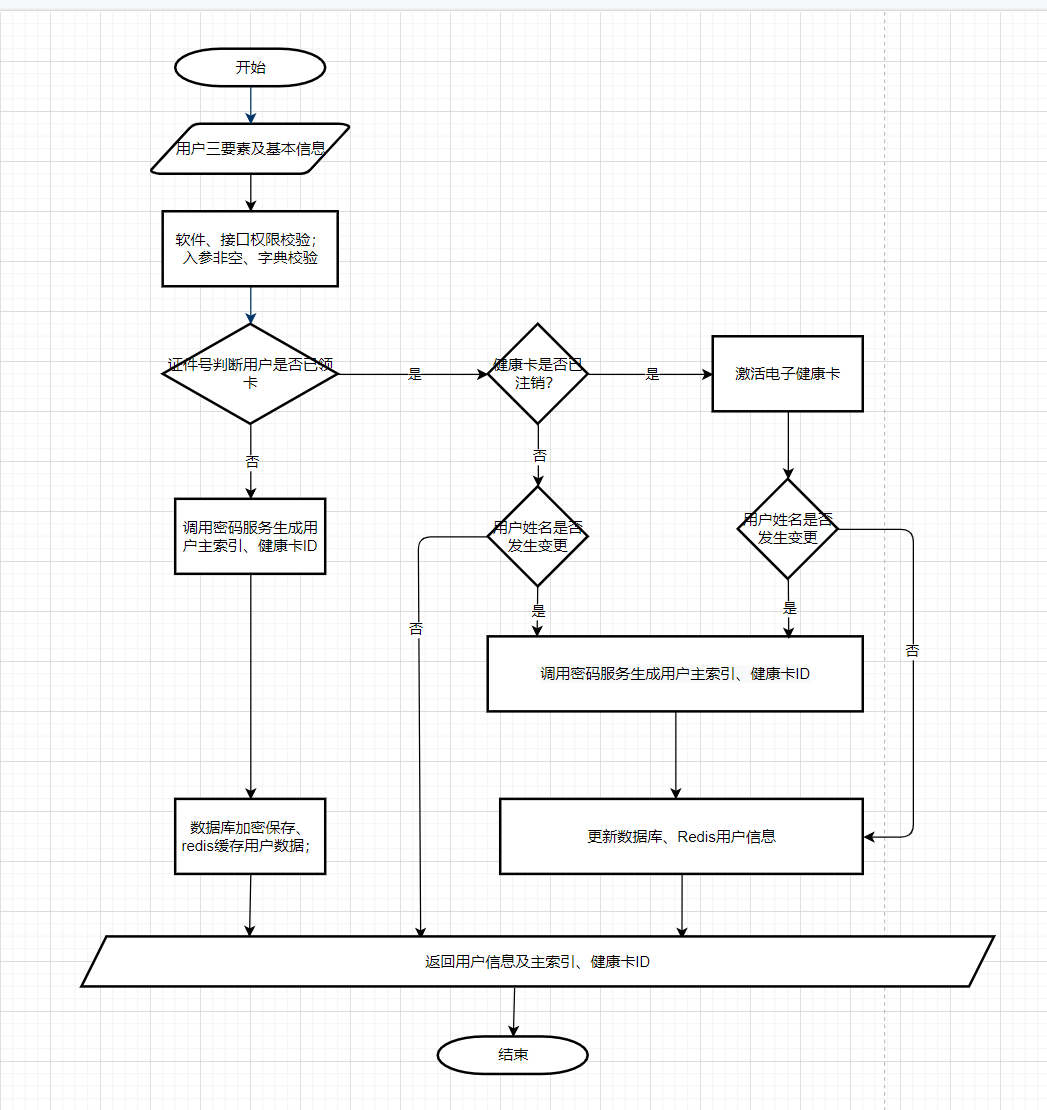 开始
用户三要素及基本信息
软件、接口权限校验；
入参非空、字典校验
证件号判断用户是否已领
卡
是
健康卡是否已
注销？
是
激活电子健康卡
否
否
调用密码服务生成用
户主索引、健康卡ID
用户姓名是否
发生变更
用户姓名是否
发生变更
是
是
否
否
调用密码服务生成用户主索引、健康卡ID
数据库加密保存、
redis缓存用户数据；
更新数据库、Redis用户信息
返回用户信息及主索引、健康卡ID
结束